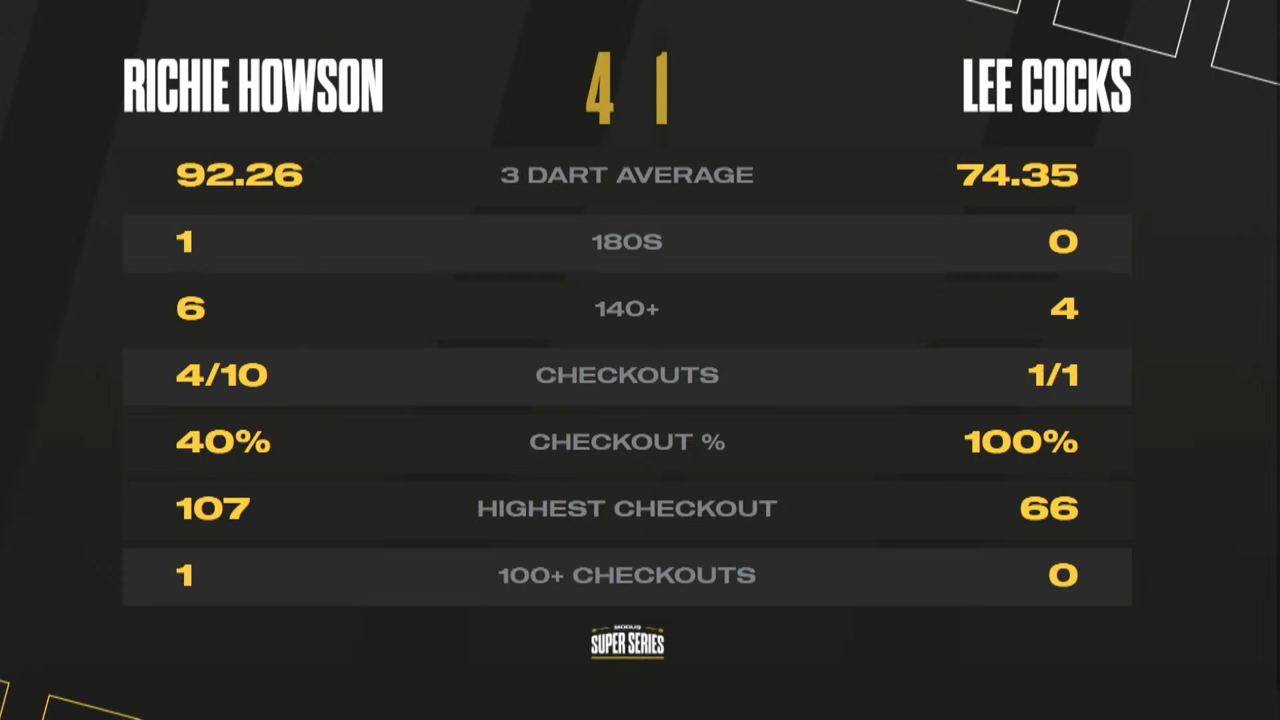 RICHIE HOWSON 4 1 LEE COCKS
92.26 3 DART AVERAGE 74.35
1 180S 0
6 140+ 4
4/10 CHECKOUTS 1/1
40% CHECKOUT % 100%
107 HIGHEST CHECKOUT 66
1 100+ CHECKOUTS 0
MODUS
SUPER SERIES